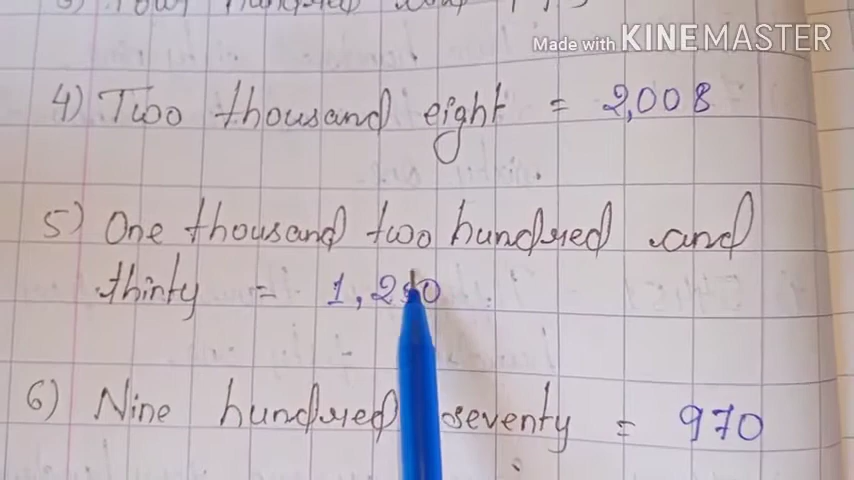 Made with KINEMASTER
4) Two thousand eight = 2,008
5) One thousand two hundred and
thirty = 1,2
6) Nine hundred seventy = 970